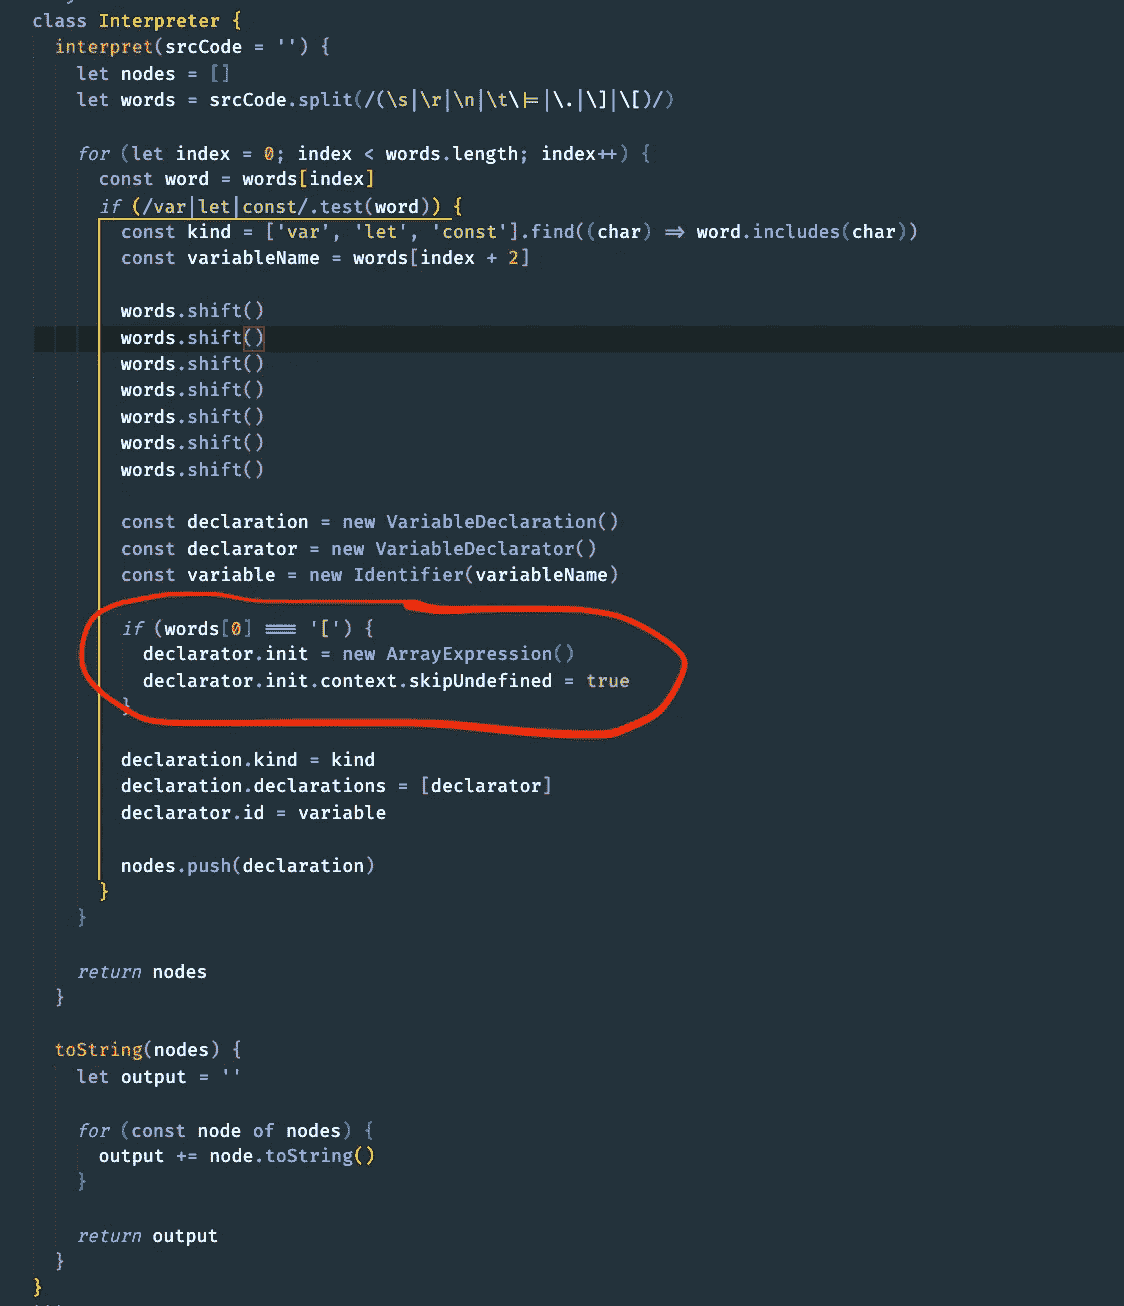 class Interpreter {
interpret(srcCode = '') {
let nodes = []
let words = srcCode.split(/(\s|\r|\n|\t\|=|\.|\]|\[)/)
for (let index = 0; index < words.length; index++) {
const word = words[index]
if (/var|let|const/.test(word)) {
const kind = ['var', 'let', 'const'].find((char) => word.includes(char))
const variableName = words[index + 2]
words.shift()
words.shift()
words.shift()
words.shift()
words.shift()
words.shift()
words.shift()
const declaration = new VariableDeclaration()
const declarator = new VariableDeclarator()
const variable = new Identifier(variableName)
if (words[0] === '[') {
declarator.init = new ArrayExpression()
declarator.init.context.skipUndefined = true
}
declaration.kind = kind
declaration.declarations = [declarator]
declarator.id = variable
nodes.push(declaration)
}
}
return nodes
}
toString(nodes) {
let output = ''
for (const node of nodes) {
output += node.toString()
}
return output
}
}